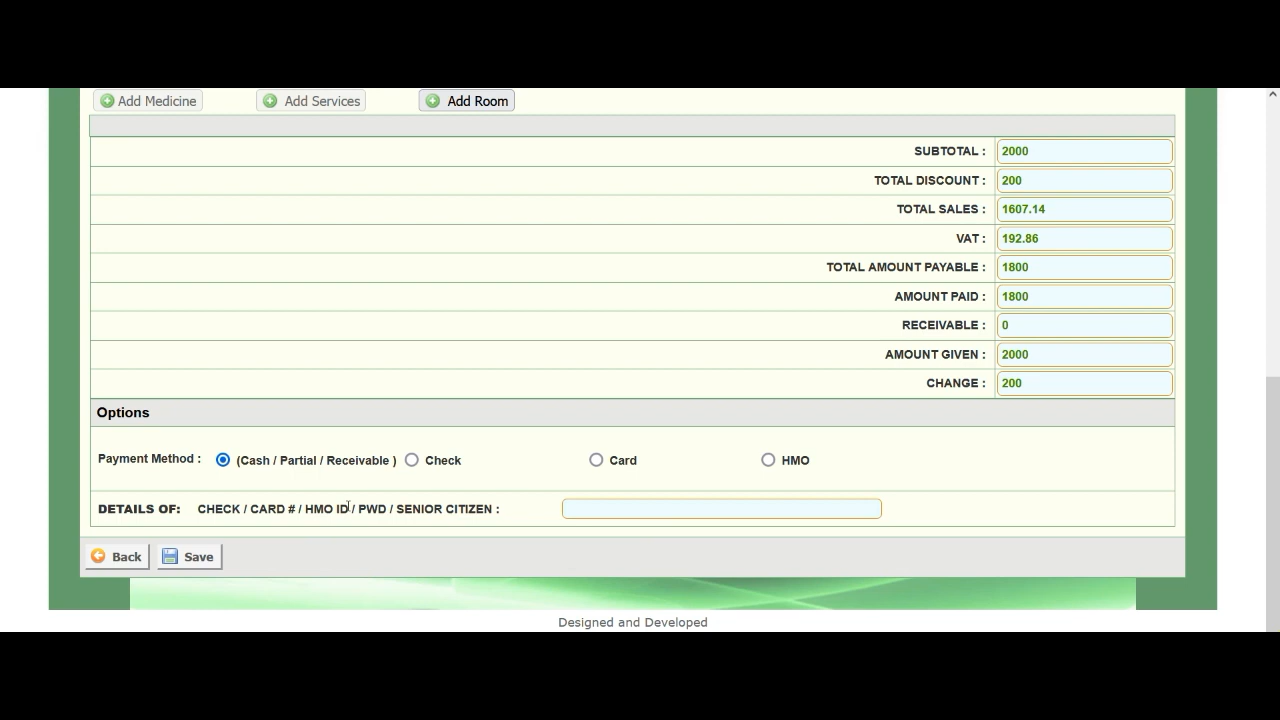 Add Medicine Add Services Add Room
SUBTOTAL : 2000
TOTAL DISCOUNT : 200
TOTAL SALES : 1607.14
VAT : 192.86
TOTAL AMOUNT PAYABLE : 1800
AMOUNT PAID : 1800
RECEIVABLE : 0
AMOUNT GIVEN : 2000
CHANGE : 200
Options
Payment Method : (Cash / Partial / Receivable ) Check Card HMO
DETAILS OF: CHECK / CARD # / HMO ID / PWD / SENIOR CITIZEN :
Back Save
Designed and Developed